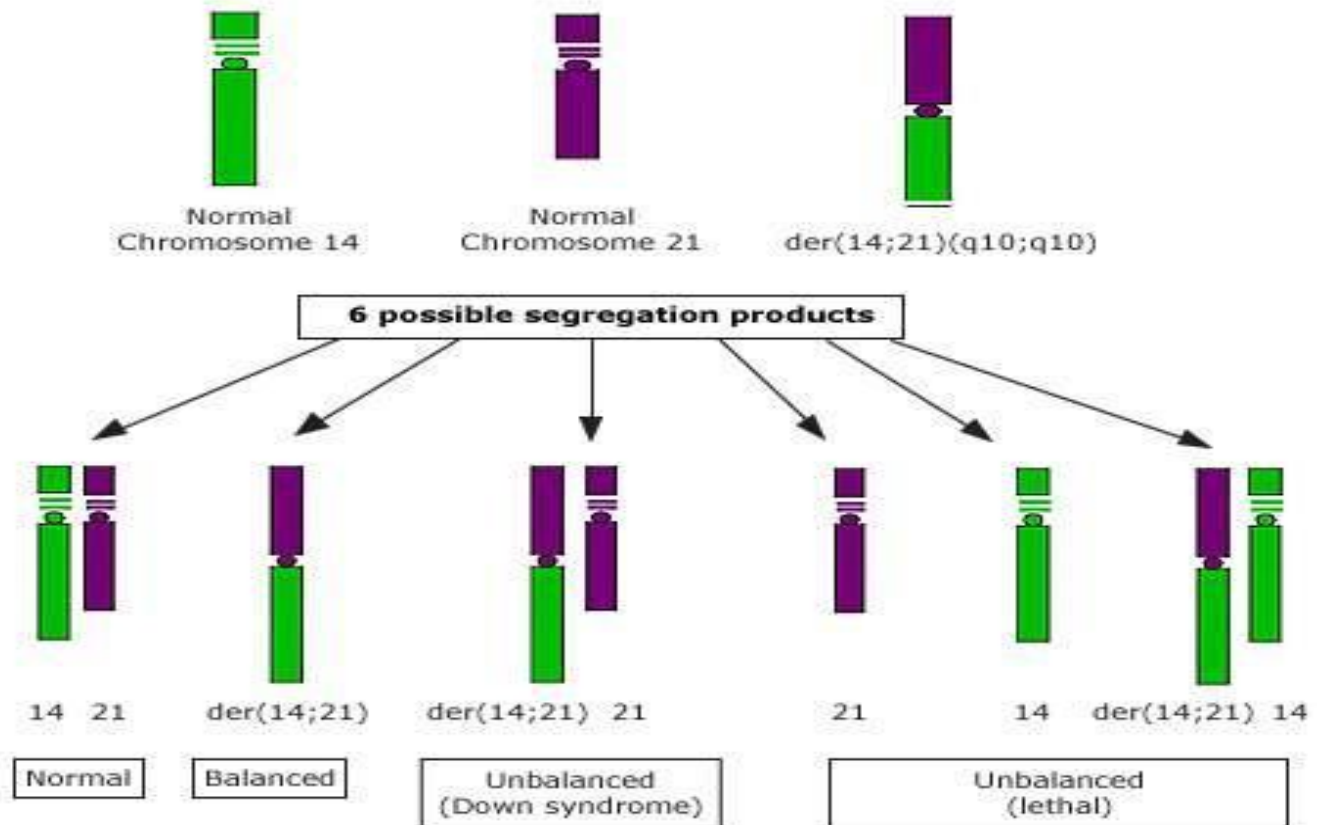 Normal
Chromosome 14
Normal
Chromosome 21
der(14;21)(q10;q10)
6 possible segregation products
14 21
der(14;21)
der(14;21) 21
21
14
der(14;21) 14
Normal
Balanced
Unbalanced
(Down syndrome)
Unbalanced
(lethal)